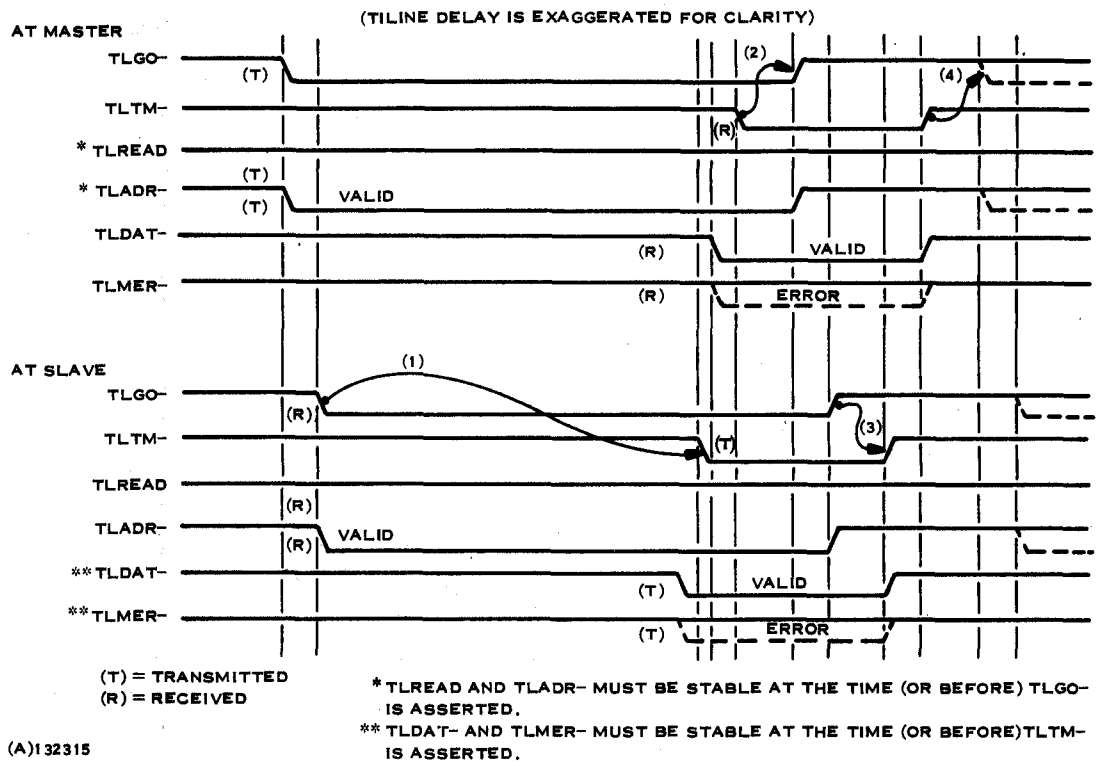 (TILINE DELAY IS EXAGGERATED FOR CLARITY)
AT MASTER
TLGO-
(T)
(2)
(4)
TLTM-
(R)
* TLREAD
(T)
* TLADR-
(T)
VALID
TLDAT-
(R)
VALID
TLMER-
(R)
ERROR
AT SLAVE
(1)
TLGO-
(R)
(3)
TLTM-
(T)
TLREAD
(R)
TLADR-
(R)
VALID
**TLDAT-
(T)
VALID
**TLMER-
(T)
ERROR
(T) = TRANSMITTED
(R) = RECEIVED
* TLREAD AND TLADR- MUST BE STABLE AT THE TIME (OR BEFORE) TLGO-
IS ASSERTED.
** TLDAT- AND TLMER- MUST BE STABLE AT THE TIME (OR BEFORE)TLTM-
IS ASSERTED.
(A)132315